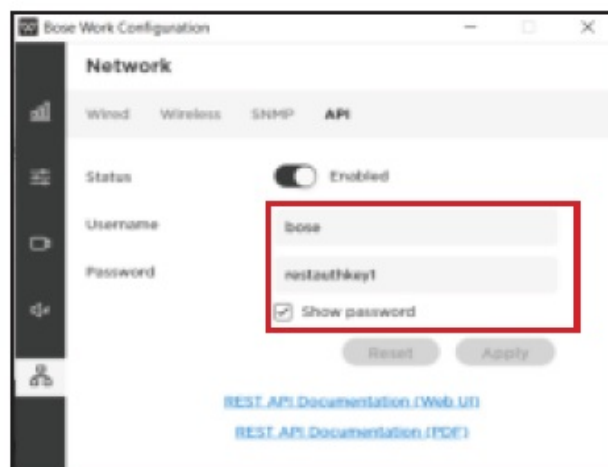 Bose Work Configuration
Network
Wired Wireless SNMP API
Status Enabled
Username bose
Password restauthkey1
Show password
Reset Apply
REST API Documentation (Web UI)
REST API Documentation (PDF)